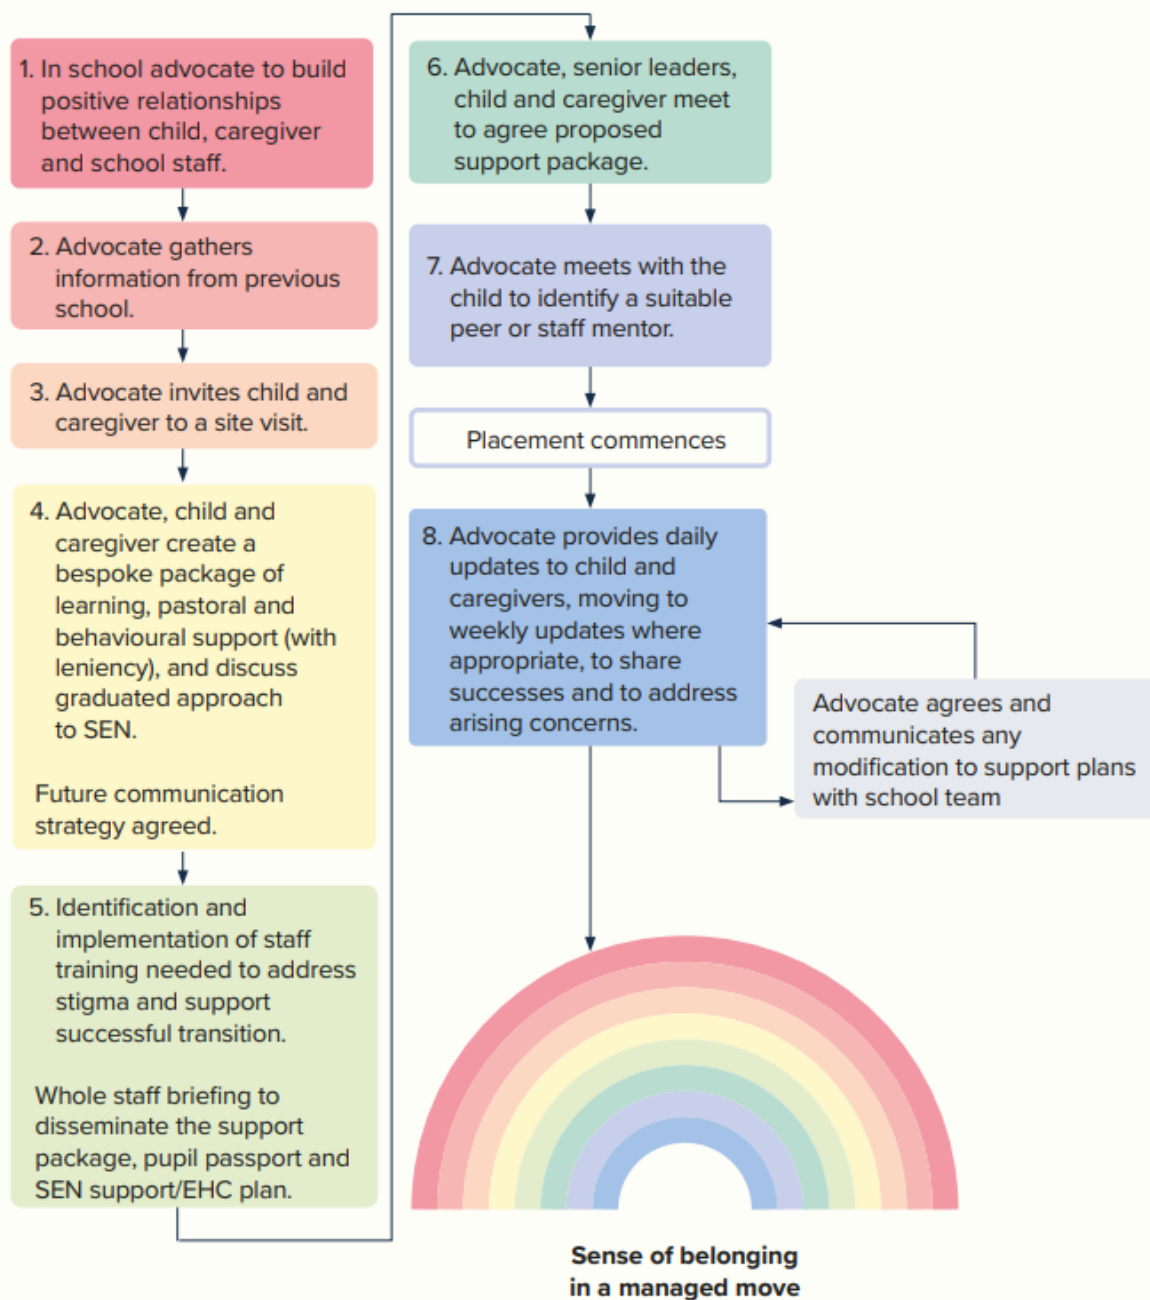 1. In school advocate to build
positive relationships
between child, caregiver
and school staff.
2. Advocate gathers
information from previous
school.
3. Advocate invites child and
caregiver to a site visit.
4. Advocate, child and
caregiver create a
bespoke package of
learning, pastoral and
behavioural support (with
leniency), and discuss
graduated approach
to SEN.
Future communication
strategy agreed.
5. Identification and
implementation of staff
training needed to address
stigma and support
successful transition.
Whole staff briefing to
disseminate the support
package, pupil passport and
SEN support/EHC plan.
6. Advocate, senior leaders,
child and caregiver meet
to agree proposed
support package.
7. Advocate meets with the
child to identify a suitable
peer or staff mentor.
Placement commences
8. Advocate provides daily
updates to child and
caregivers, moving to
weekly updates where
appropriate, to share
successes and to address
arising concerns.
Advocate agrees and
communicates any
modification to support plans
with school team
Sense of belonging
in a managed move